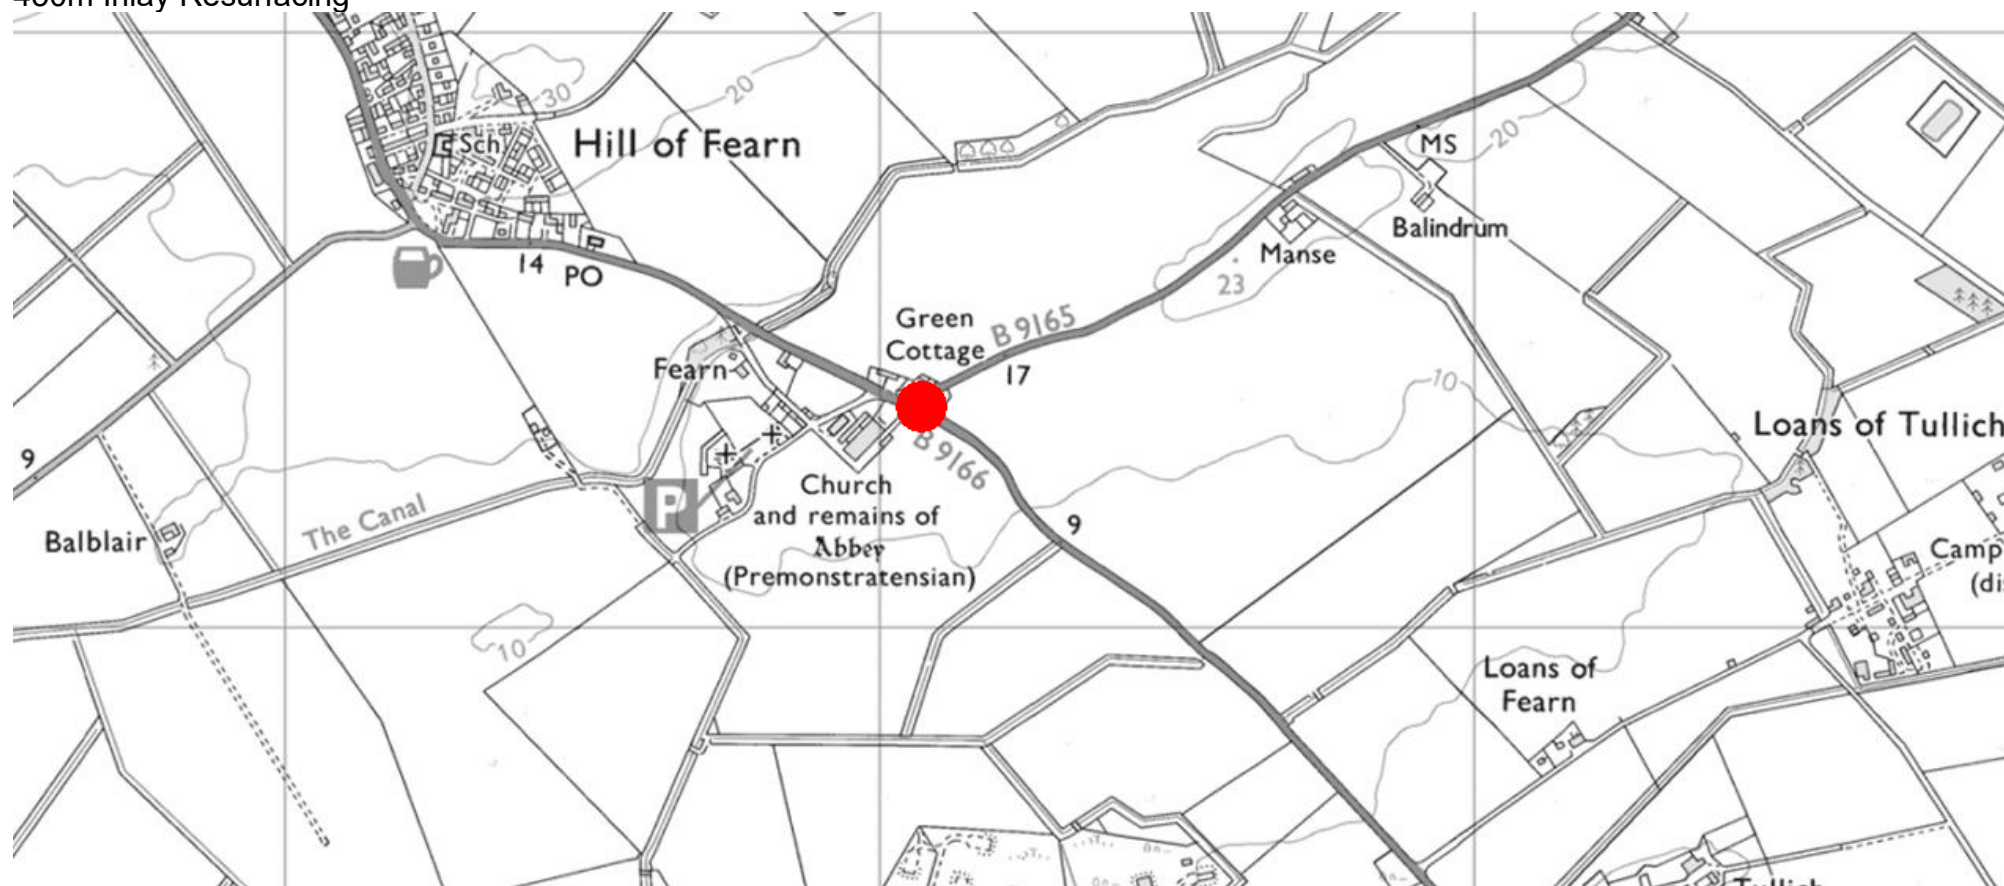 30
20
Sch
Hill of Fearn
MS
20
Balindrum
Manse
23
14
PO
Green
Cottage
B 9165
17
Fearn
10
Loans of Tullich
9
B 9166
P
Church
and remains of
Abbey
(Premonstratensian)
9
The Canal
Balblair
Camp
10
Loans of
Fearn